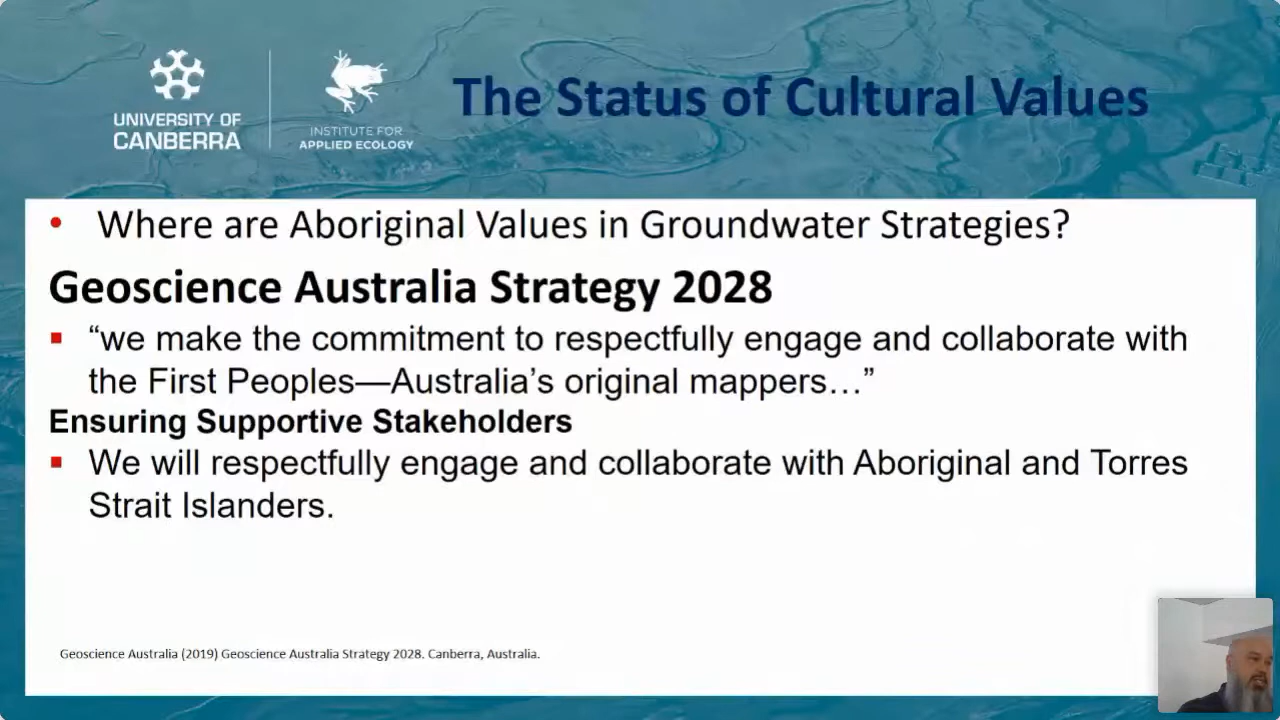 UNIVERSITY OF
CANBERRA
INSTITUTE FOR
APPLIED ECOLOGY
The Status of Cultural Values
• Where are Aboriginal Values in Groundwater Strategies?
Geoscience Australia Strategy 2028
▪ “we make the commitment to respectfully engage and collaborate with
the First Peoples—Australia’s original mappers…”
Ensuring Supportive Stakeholders
▪ We will respectfully engage and collaborate with Aboriginal and Torres
Strait Islanders.
Geoscience Australia (2019) Geoscience Australia Strategy 2028. Canberra, Australia.